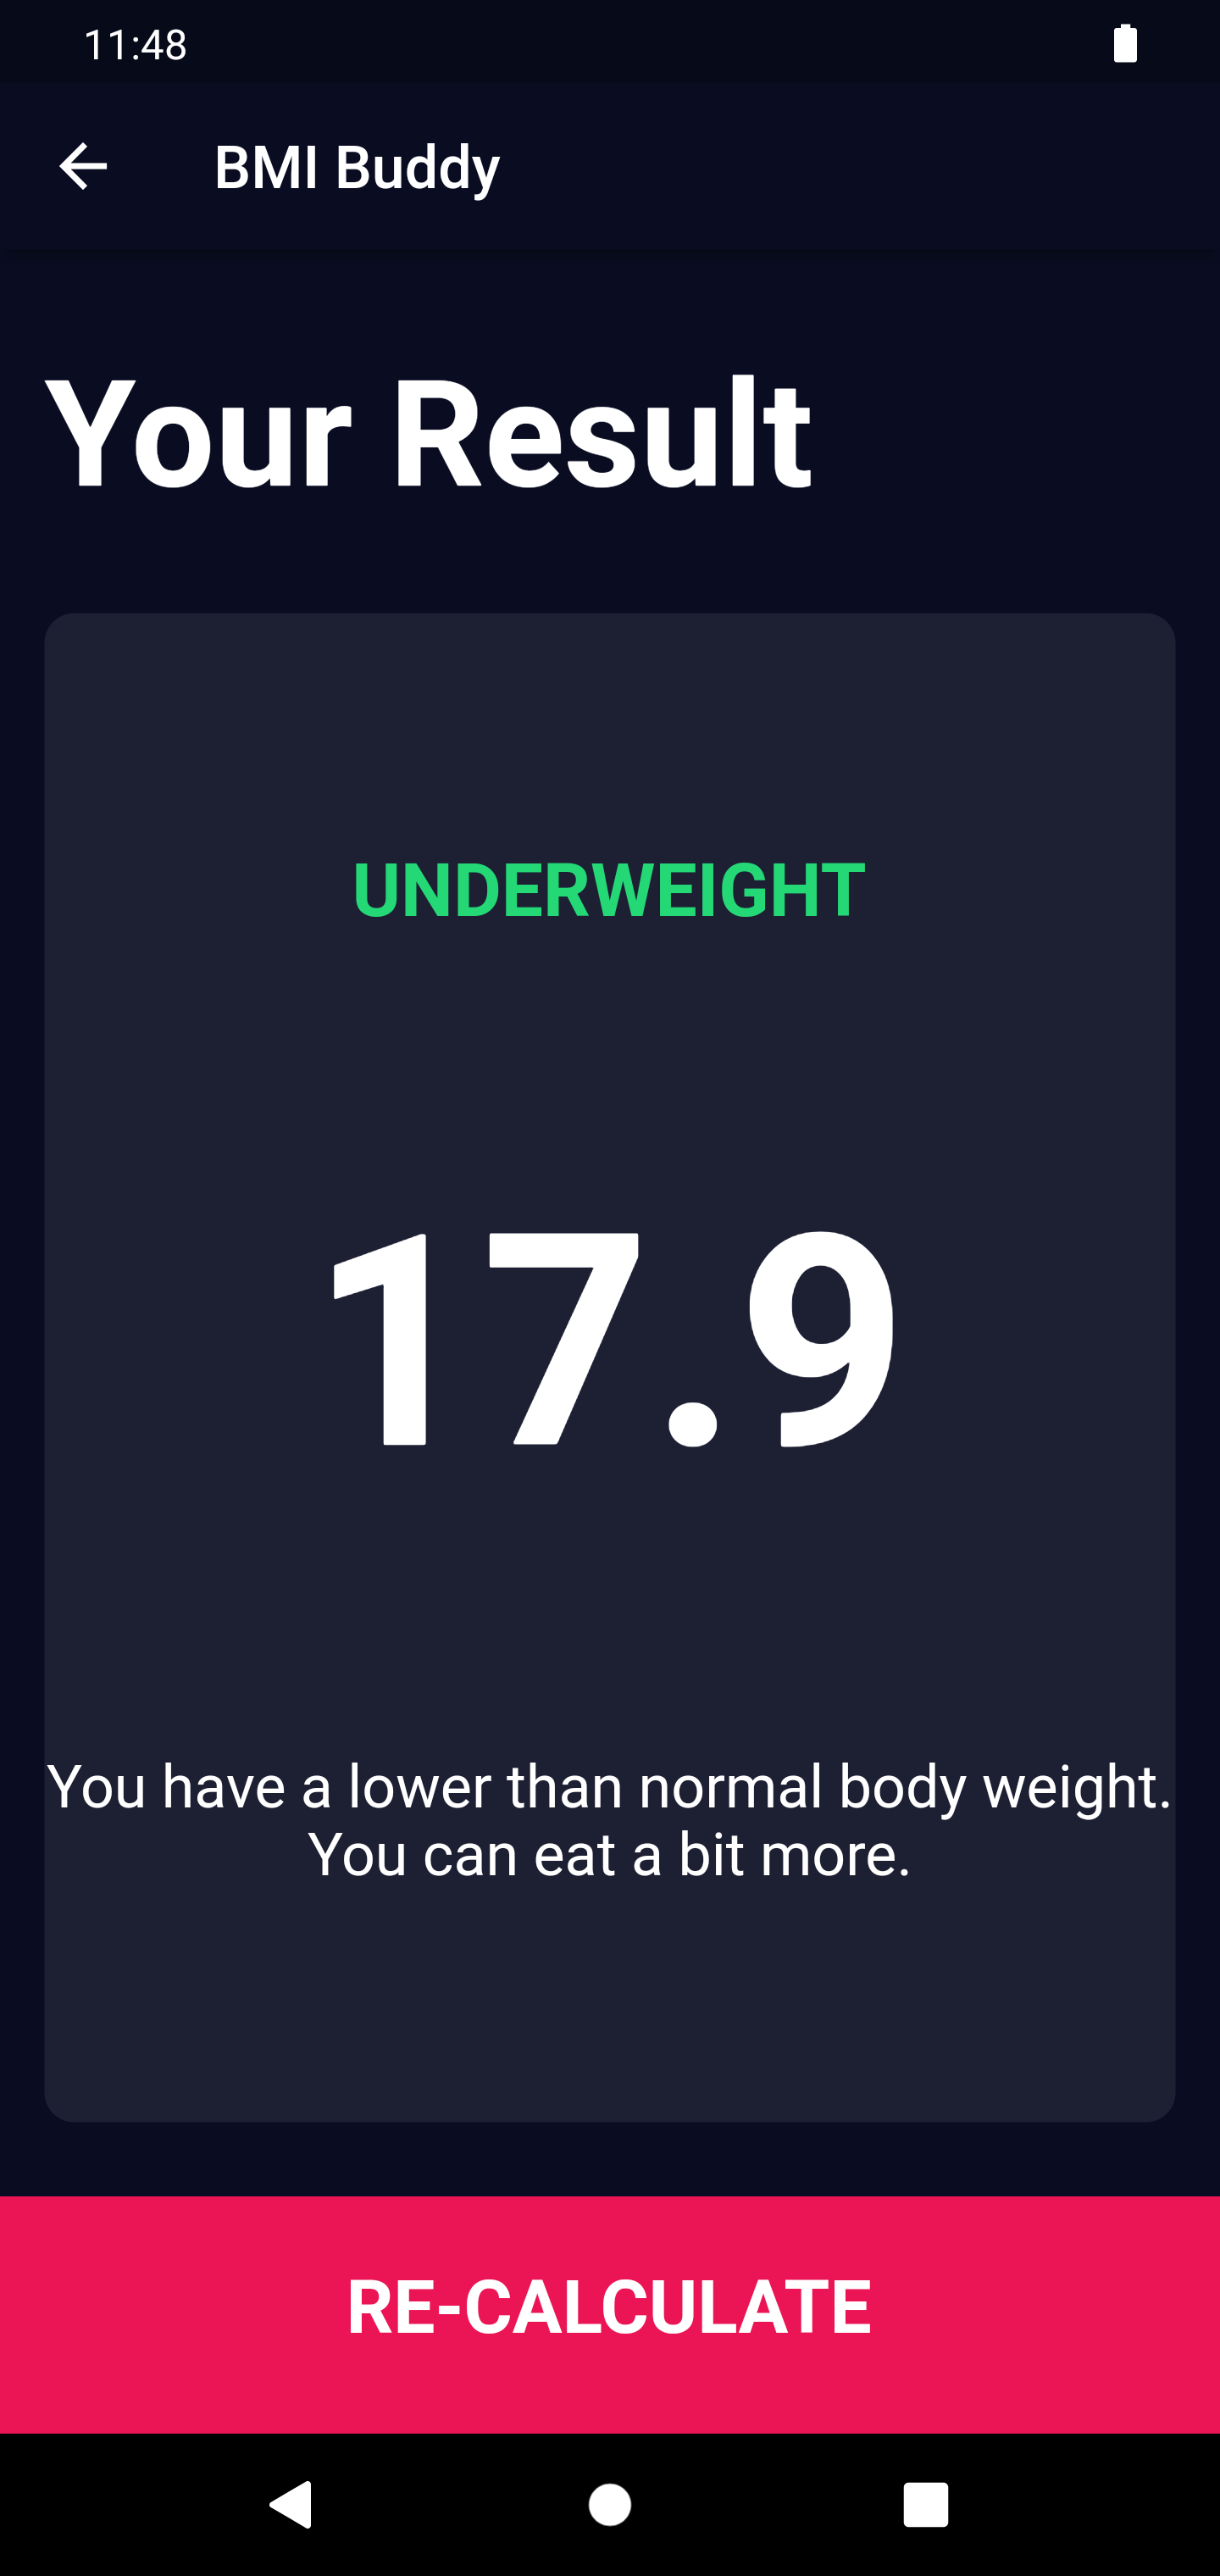 11:48
BMI Buddy
Your Result
UNDERWEIGHT
17.9
You have a lower than normal body weight.
You can eat a bit more.
RE-CALCULATE